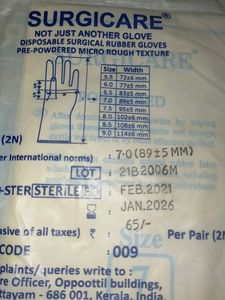 SURGICARE®
NOT JUST ANOTHER GLOVE
DISPOSABLE SURGICAL RUBBER GLOVES
PRE-POWDERED MICRO ROUGH TEXTURE
Size Width (mm)
5.5 72±4 mm
6.0 77±5 mm
6.5 83±5 mm
7.0 89±5 mm
7.5 95±5 mm
8.0 102±6 mm
8.5 108±6 mm
9.0 114±6 mm
(2N)
er International norms) : 7·0 (89±5 MM)
LOT : 21B2006M
STER STERILE : FEB.2021
: JAN.2026
: 65/-
usive of all taxes) Per Pair (2N
CODE : 009
Size
plaints/queries write to :
re Officer, Oppoottil buildings,
ttayam - 686 001, Kerala, India.